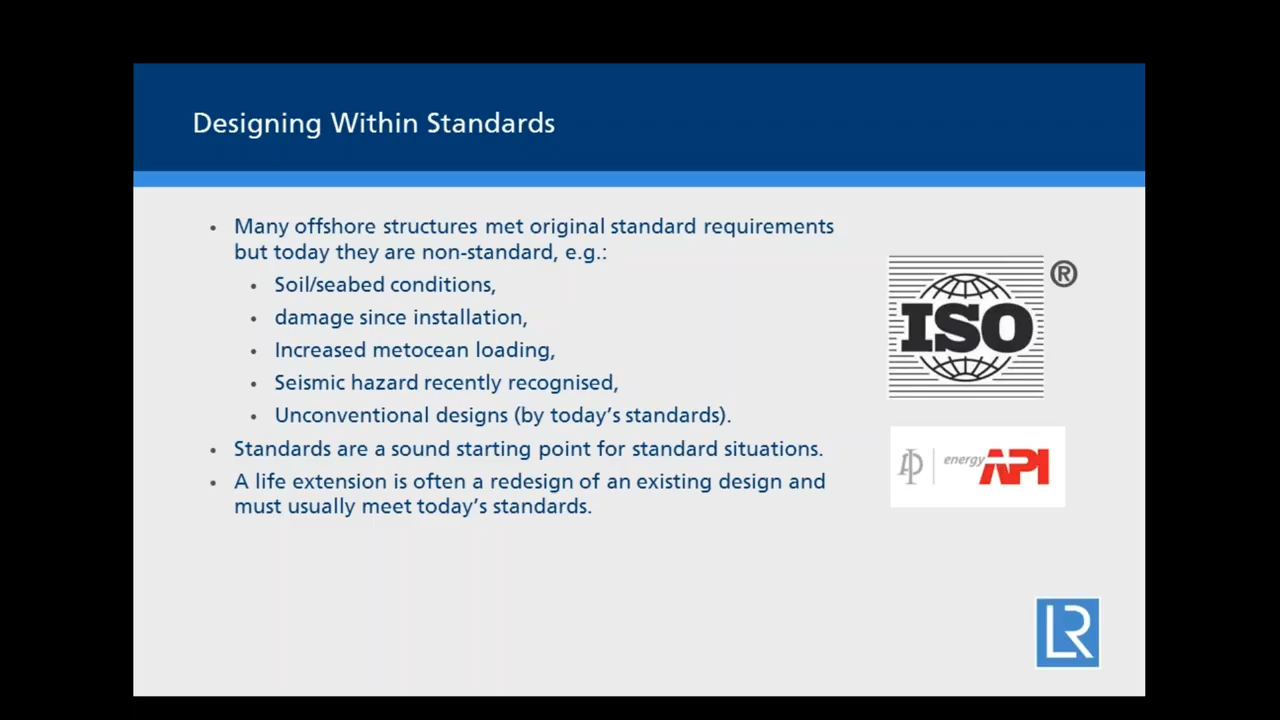 Designing Within Standards
• Many offshore structures met original standard requirements
but today they are non-standard, e.g.:
• Soil/seabed conditions,
• damage since installation,
• Increased metocean loading,
• Seismic hazard recently recognised,
• Unconventional designs (by today's standards).
• Standards are a sound starting point for standard situations.
• A life extension is often a redesign of an existing design and
must usually meet today's standards.
ISO ®
energy API
LR